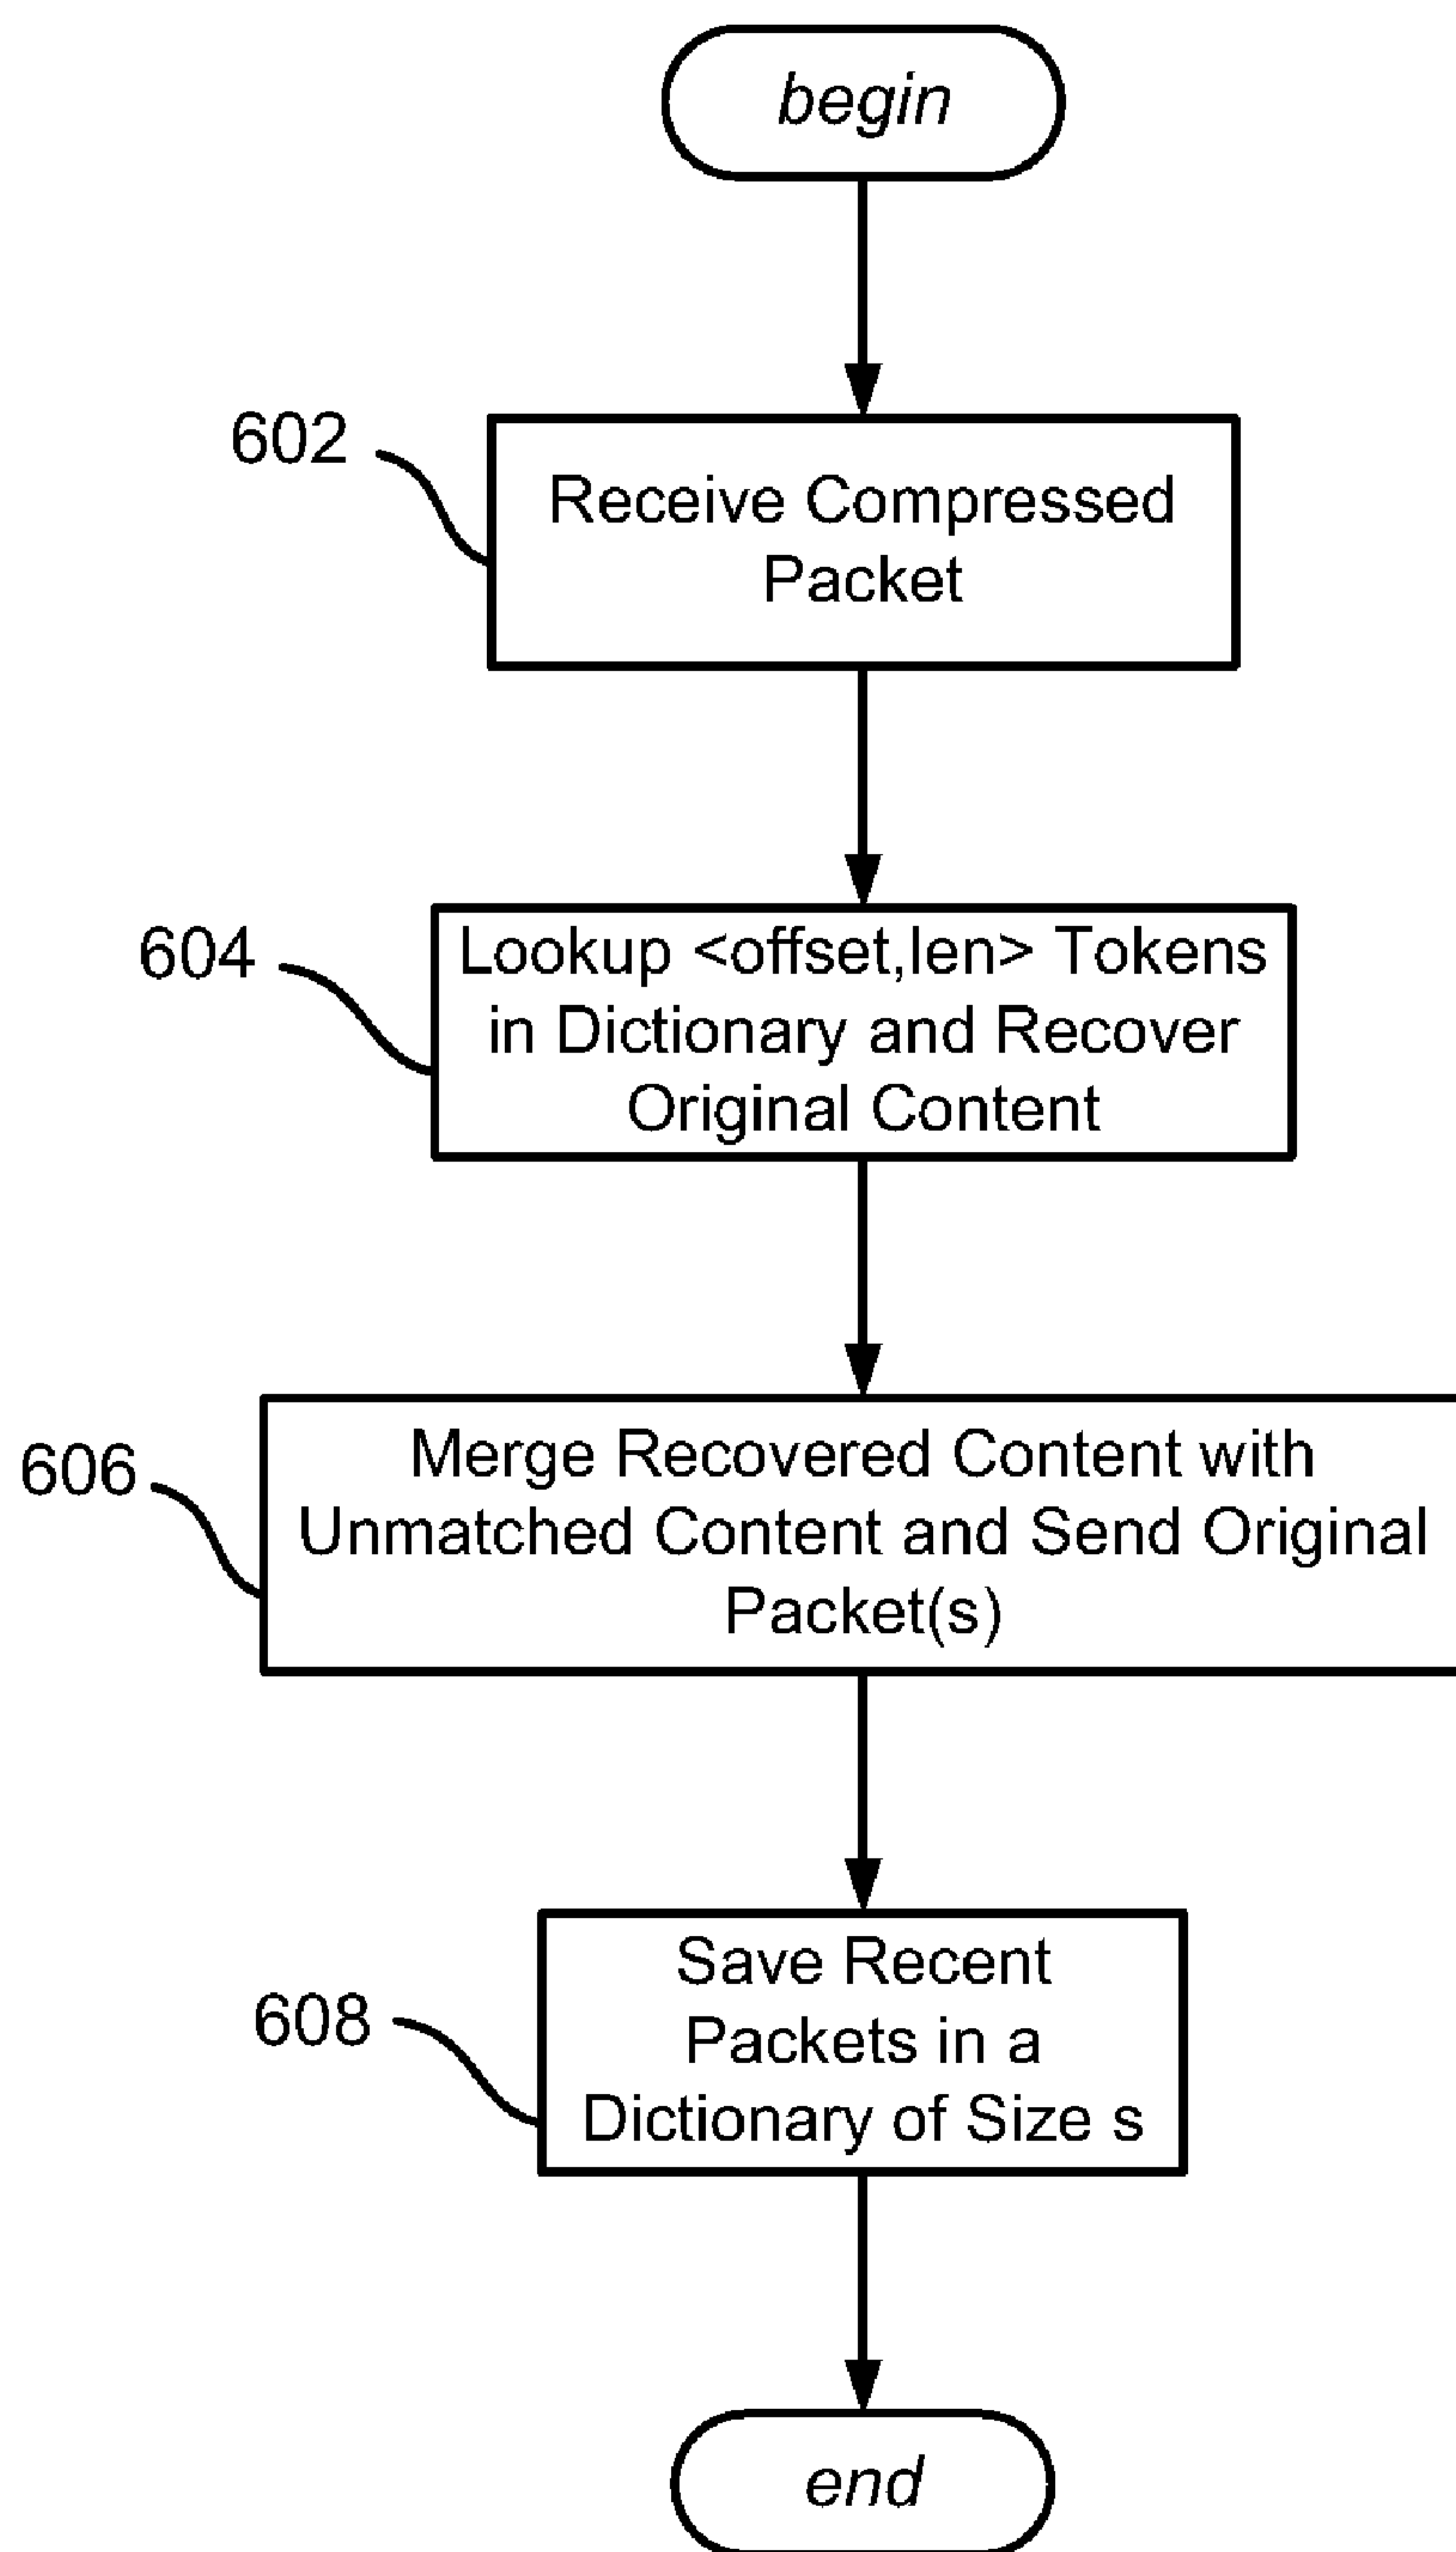 begin
602
Receive Compressed
Packet
604
Lookup <offset,len> Tokens
in Dictionary and Recover
Original Content
606
Merge Recovered Content with
Unmatched Content and Send Original
Packet(s)
608
Save Recent
Packets in a
Dictionary of Size s
end